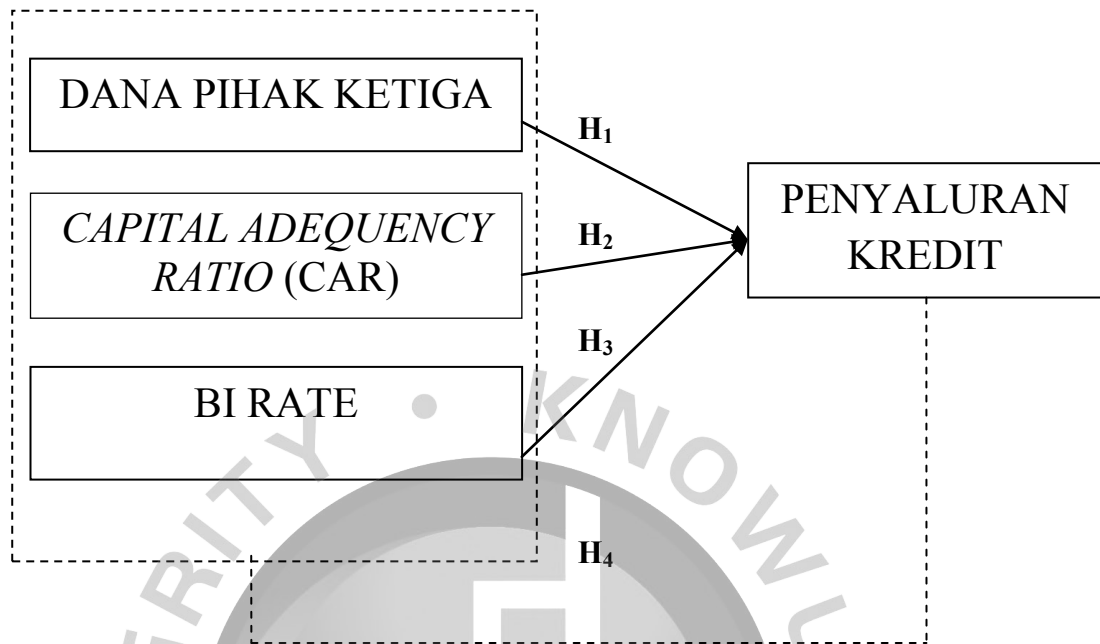 DANA PIHAK KETIGA
CAPITAL ADEQUENCY
RATIO (CAR)
BI RATE
H₁
H₂
H₃
H₄
PENYALURAN
KREDIT